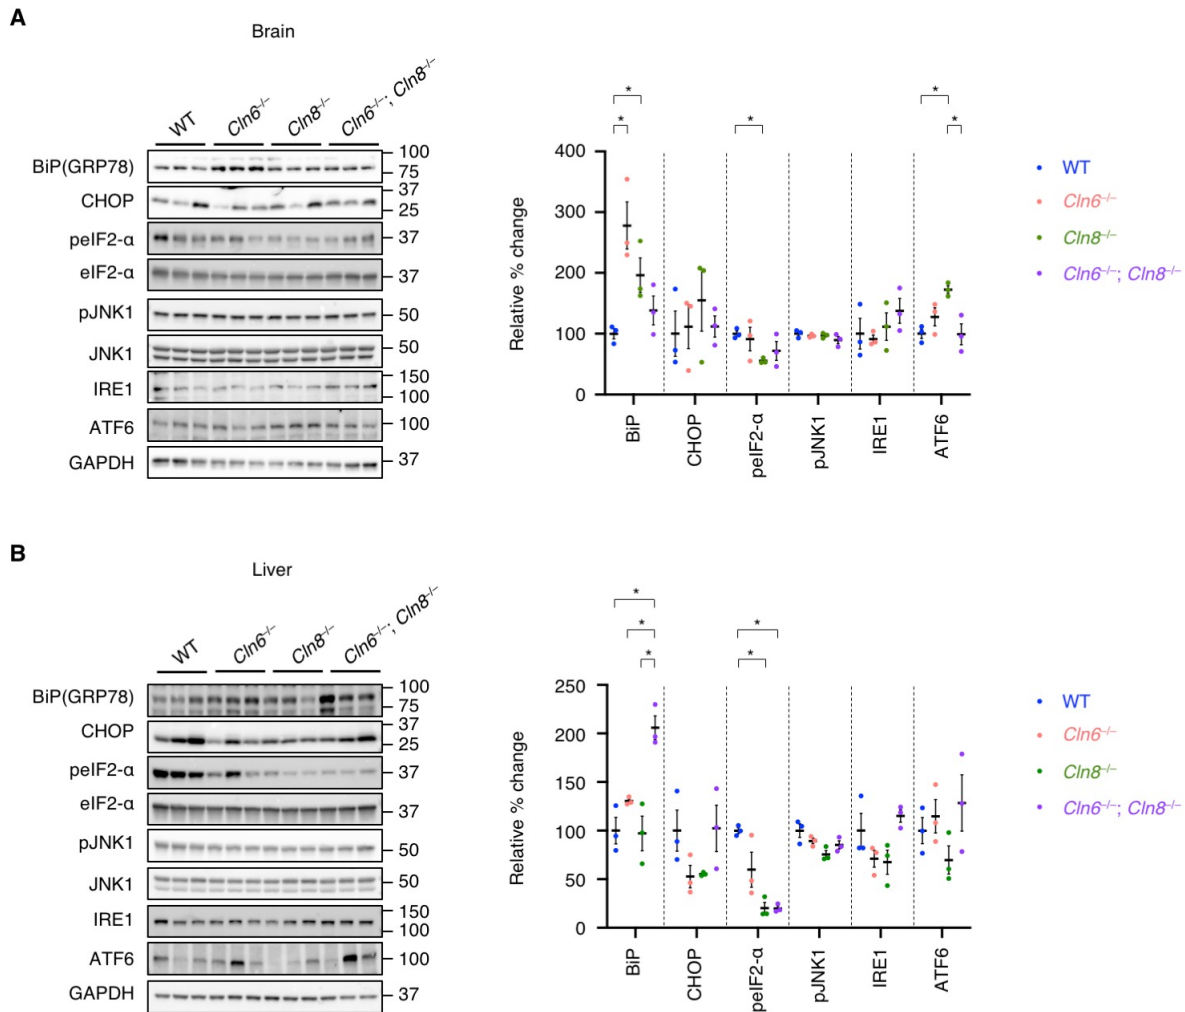 A
Brain
WT Cln6–/– Cln8–/– Cln6–/–; Cln8–/–
BiP(GRP78) 100 75
CHOP 37 25
peIF2-α 37
eIF2-α 37
pJNK1 50
JNK1 50
IRE1 150 100
ATF6 100
GAPDH 37
* * * * *
Relative % change
400
300
200
100
0
BiP CHOP peIF2-α pJNK1 IRE1 ATF6
WT
Cln6–/–
Cln8–/–
Cln6–/–; Cln8–/–
B
Liver
WT Cln6–/– Cln8–/– Cln6–/–; Cln8–/–
BiP(GRP78) 100 75
CHOP 37 25
peIF2-α 37
eIF2-α 37
pJNK1 50
JNK1 50
IRE1 150 100
ATF6 100
GAPDH 37
* * * * *
Relative % change
250
200
150
100
50
0
BiP CHOP peIF2-α pJNK1 IRE1 ATF6
WT
Cln6–/–
Cln8–/–
Cln6–/–; Cln8–/–